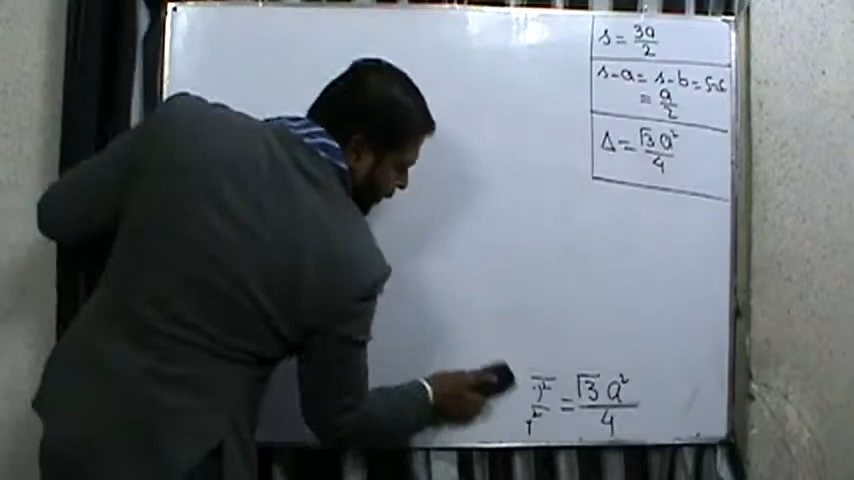 s = 3a/2
s-a = s-b = s-c
= a/2
Δ = √3 a²/4
= √3 a²/4